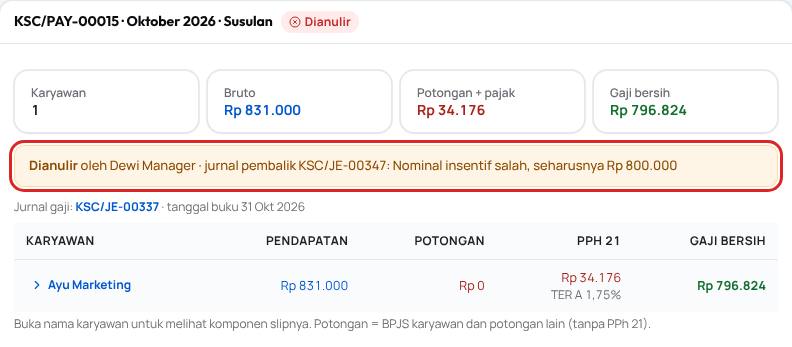 KSC/PAY-00015 · Oktober 2026 · Susulan Dianulir
Karyawan Bruto Potongan + pajak Gaji bersih
1 Rp 831.000 Rp 34.176 Rp 796.824
Dianulir oleh Dewi Manager · jurnal pembalik KSC/JE-00347: Nominal insentif salah, seharusnya Rp 800.000
Jurnal gaji: KSC/JE-00337 · tanggal buku 31 Okt 2026
KARYAWAN PENDAPATAN POTONGAN PPH 21 GAJI BERSIH
Ayu Marketing Rp 831.000 Rp 0 Rp 34.176 Rp 796.824
TER A 1,75%
Buka nama karyawan untuk melihat komponen slipnya. Potongan = BPJS karyawan dan potongan lain (tanpa PPh 21).